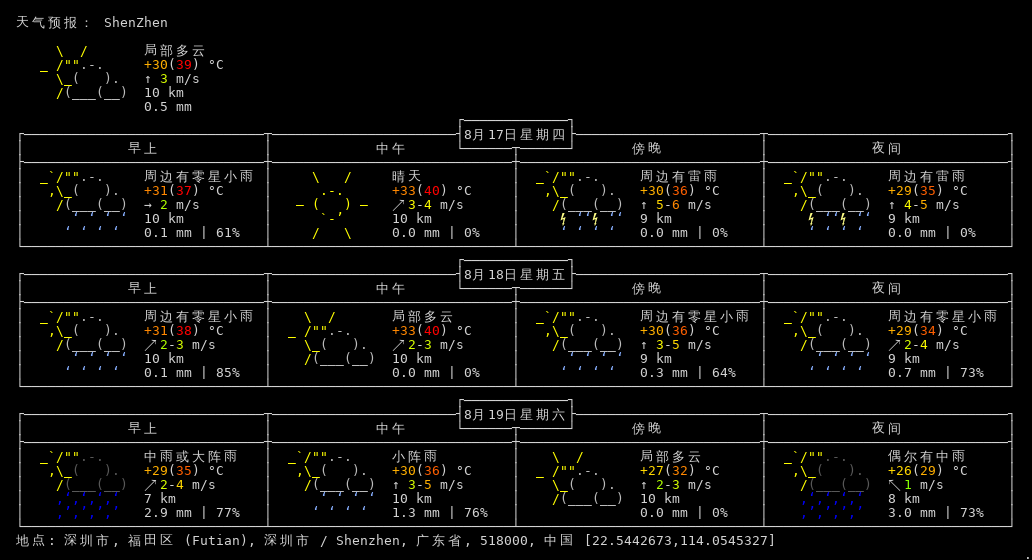 天气预报： ShenZhen
局部多云
+30(39) °C
↑ 3 m/s
10 km
0.5 mm
8月17日星期四
早上 中午 傍晚 夜间
周边有零星小雨 晴天 周边有雷雨 周边有雷雨
+31(37) °C +33(40) °C +30(36) °C +29(35) °C
→ 2 m/s ↗ 3-4 m/s ↑ 5-6 m/s ↑ 4-5 m/s
10 km 10 km 9 km 9 km
0.1 mm | 61% 0.0 mm | 0% 0.0 mm | 0% 0.0 mm | 0%
8月18日星期五
早上 中午 傍晚 夜间
周边有零星小雨 局部多云 周边有零星小雨 周边有零星小雨
+31(38) °C +33(40) °C +30(36) °C +29(34) °C
↗ 2-3 m/s ↗ 2-3 m/s ↑ 3-5 m/s ↗ 2-4 m/s
10 km 10 km 9 km 9 km
0.1 mm | 85% 0.0 mm | 0% 0.3 mm | 64% 0.7 mm | 73%
8月19日星期六
早上 中午 傍晚 夜间
中雨或大阵雨 小阵雨 局部多云 偶尔有中雨
+29(35) °C +30(36) °C +27(32) °C +26(29) °C
↗ 2-4 m/s ↑ 3-5 m/s ↑ 2-3 m/s ↖ 1 m/s
7 km 10 km 10 km 8 km
2.9 mm | 77% 1.3 mm | 76% 0.0 mm | 0% 3.0 mm | 73%
地点: 深圳市, 福田区 (Futian), 深圳市 / Shenzhen, 广东省, 518000, 中国 [22.5442673,114.0545327]